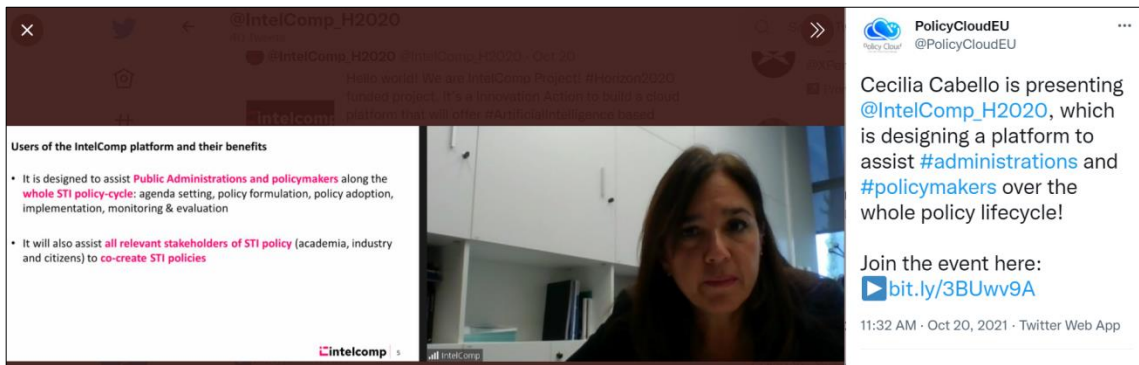 @IntelComp_H2020
@IntelComp_H2020 @IntelComp_H2020 · Oct 20
Hello world! We are IntelComp Project! #Horizon2020
funded project, it's a Innovation Action to build a cloud
platform that will offer #ArtificialIntelligence based
intelcomp
Users of the IntelComp platform and their benefits
• It is designed to assist Public Administrations and policymakers along the
whole STI policy-cycle: agenda setting, policy formulation, policy adoption,
implementation, monitoring & evaluation
• It will also assist all relevant stakeholders of STI policy (academia, industry
and citizens) to co-create STI policies
intelcomp 5
IntelComp
Policy Cloud
PolicyCloudEU
@PolicyCloudEU
Cecilia Cabello is presenting
@IntelComp_H2020, which
is designing a platform to
assist #administrations and
#policymakers over the
whole policy lifecycle!
Join the event here:
bit.ly/3BUwv9A
11:32 AM · Oct 20, 2021 · Twitter Web App